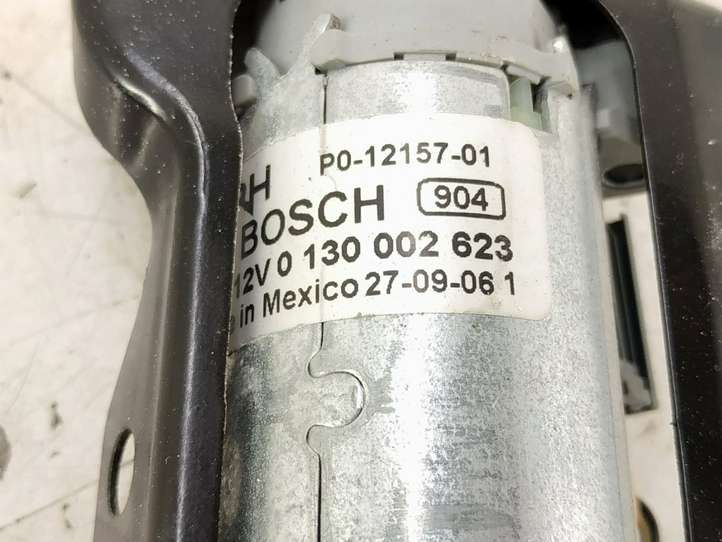 P0-12157-01
BOSCH 904
12V 0 130 002 623
in Mexico 27-09-06 1